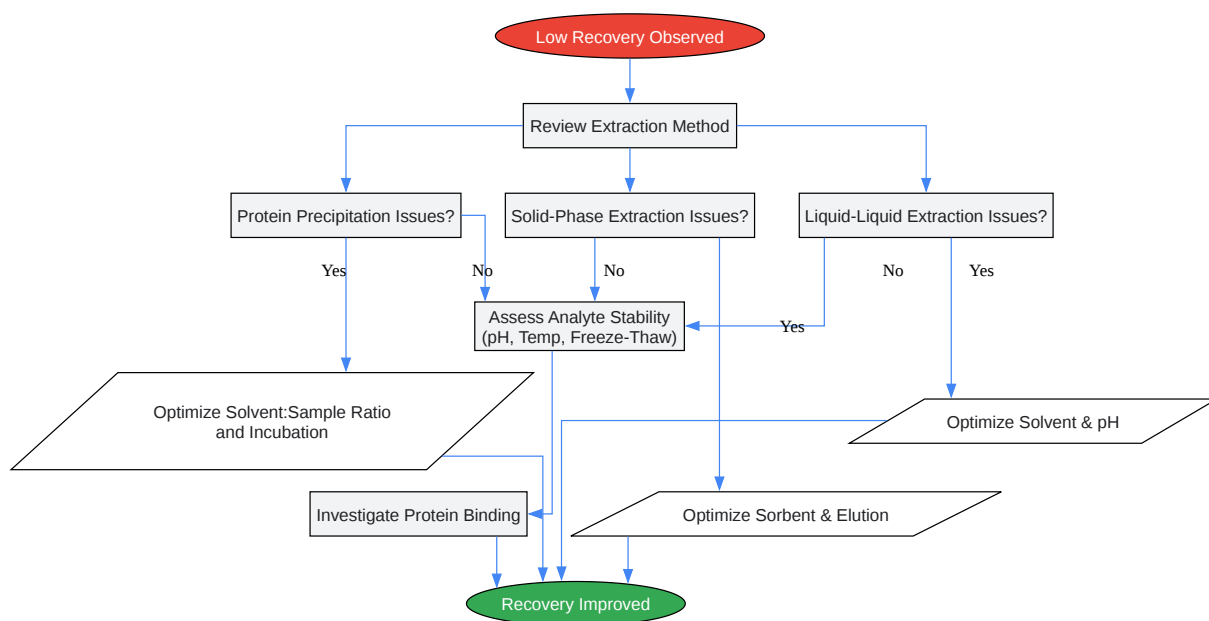 Low Recovery Observed
Review Extraction Method
Protein Precipitation Issues?
Solid-Phase Extraction Issues?
Liquid-Liquid Extraction Issues?
Yes
No
No
No
Yes
Assess Analyte Stability
(pH, Temp, Freeze-Thaw)
Yes
Optimize Solvent:Sample Ratio
and Incubation
Optimize Solvent & pH
Investigate Protein Binding
Optimize Sorbent & Elution
Recovery Improved